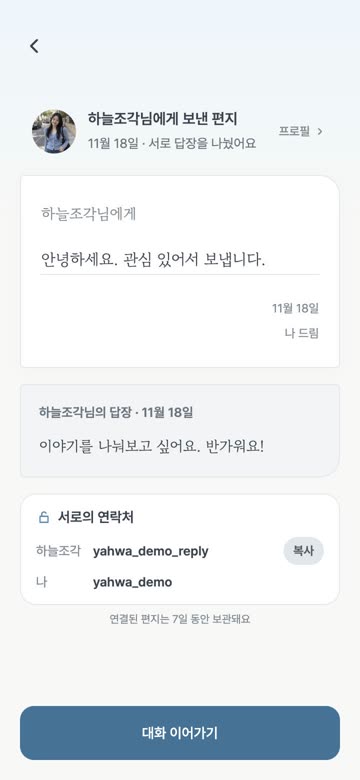 하늘조각님에게 보낸 편지
11월 18일 · 서로 답장을 나눴어요
프로필
하늘조각님에게
안녕하세요. 관심 있어서 보냅니다.
11월 18일
나 드림
하늘조각님의 답장 · 11월 18일
이야기를 나눠보고 싶어요. 반가워요!
서로의 연락처
하늘조각 yahwa_demo_reply 복사
나 yahwa_demo
연결된 편지는 7일 동안 보관돼요
대화 이어가기